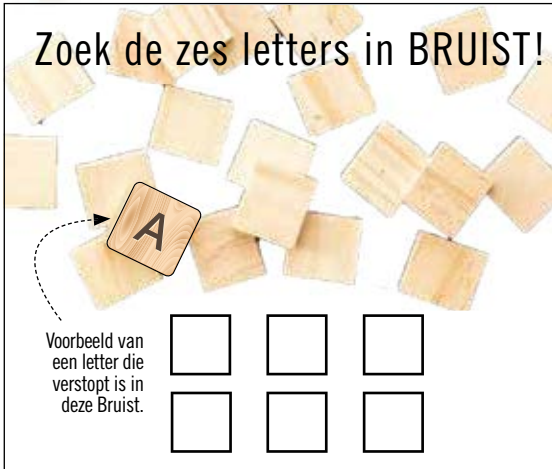 Zoek de zes letters in BRUIST!
A
Voorbeeld van
een letter die
verstopt is in
deze Bruist.